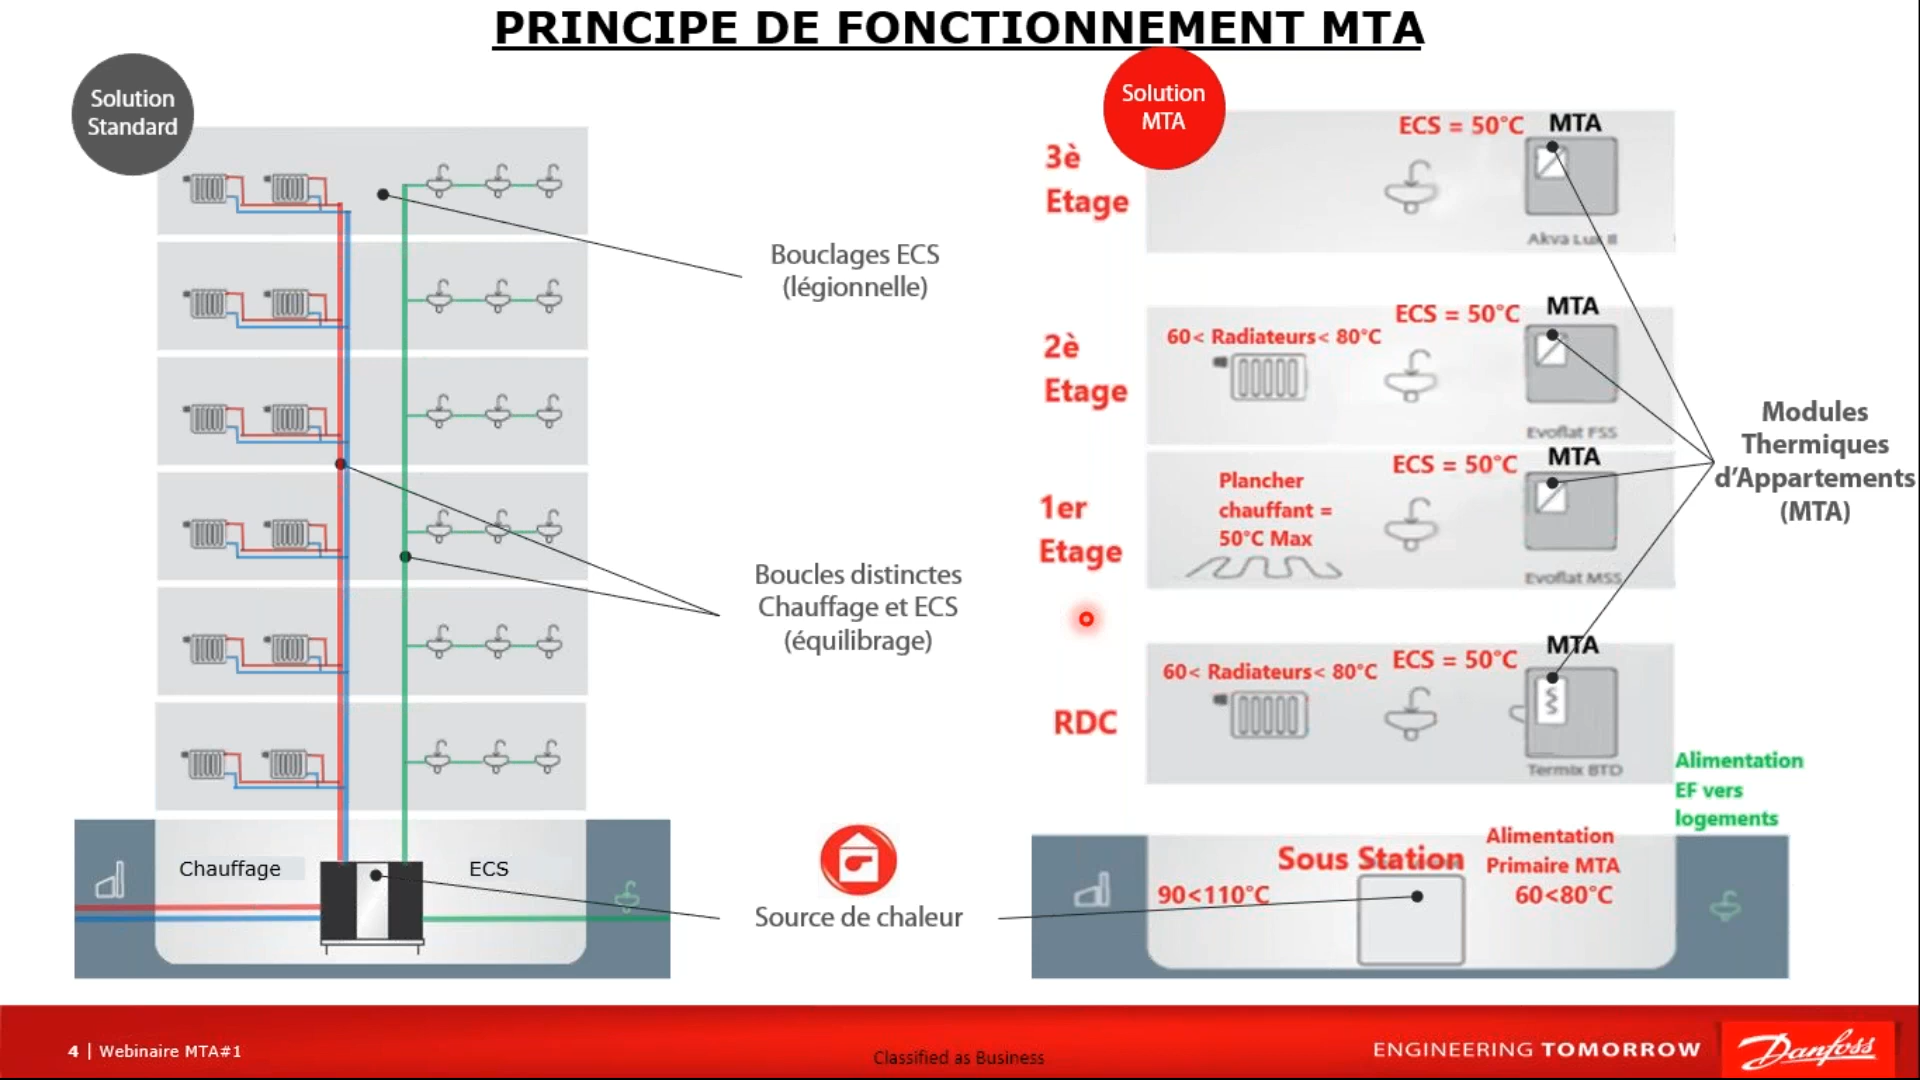 PRINCIPE DE FONCTIONNEMENT MTA
Solution
Standard
Bouclages ECS
(légionnelle)
Boucles distinctes
Chauffage et ECS
(équilibrage)
Chauffage
ECS
Source de chaleur
Solution
MTA
3è
Etage
ECS = 50°C
MTA
Akva Lux II
2è
Etage
60< Radiateurs< 80°C
ECS = 50°C
MTA
Evoflat FSS
1er
Etage
Plancher
chauffant =
50°C Max
ECS = 50°C
MTA
Evoflat MSS
RDC
60< Radiateurs< 80°C
ECS = 50°C
MTA
Termix BTD
Modules
Thermiques
d’Appartements
(MTA)
Alimentation
EF vers
logements
Sous Station
90<110°C
Alimentation
Primaire MTA
60<80°C
4 | Webinaire MTA#1
Classified as Business
ENGINEERING TOMORROW
Danfoss